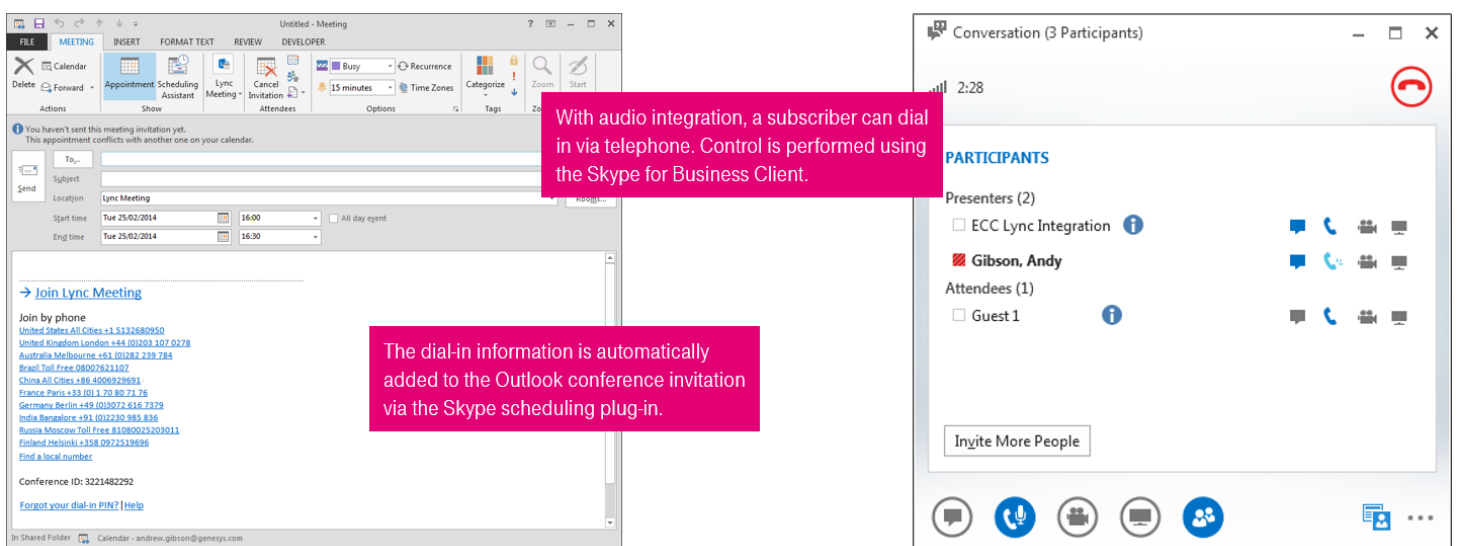 Untitled - Meeting
FILE MEETING INSERT FORMAT TEXT REVIEW DEVELOPER
Delete
Calendar
Forward
Actions
Appointment
Scheduling
Assistant
Show
Lync
Meeting
Cancel
Invitation
Attendees
Busy
15 minutes
Recurrence
Time Zones
Options
Categorize
Tags
Zoom
Start
You haven't sent this meeting invitation yet.
This appointment conflicts with another one on your calendar.
Send
To...
Subject
Location Lync Meeting
Start time Tue 25/02/2014 16:00 All day event
End time Tue 25/02/2014 16:30
→ Join Lync Meeting
Join by phone
United States All Cities +1 5132680950
United Kingdom London +44 (0)203 107 0278
Australia Melbourne +61 (0)282 239 784
Brazil Toll Free 08007621107
China All Cities +86 4006929691
France Paris +33 (0) 1 70 80 71 76
Germany Berlin +49 (0)3072 616 7379
India Bangalore +91 (0)2230 985 836
Russia Moscow Toll Free 81080025203011
Finland Helsinki +358 0972519696
Find a local number
Conference ID: 3221482292
Forgot your dial-in PIN? | Help
In Shared Folder Calendar - andrew.gibson@genesys.com
With audio integration, a subscriber can dial
in via telephone. Control is performed using
the Skype for Business Client.
The dial-in information is automatically
added to the Outlook conference invitation
via the Skype scheduling plug-in.
Conversation (3 Participants)
2:28
PARTICIPANTS
Presenters (2)
ECC Lync Integration
Gibson, Andy
Attendees (1)
Guest 1
Invite More People